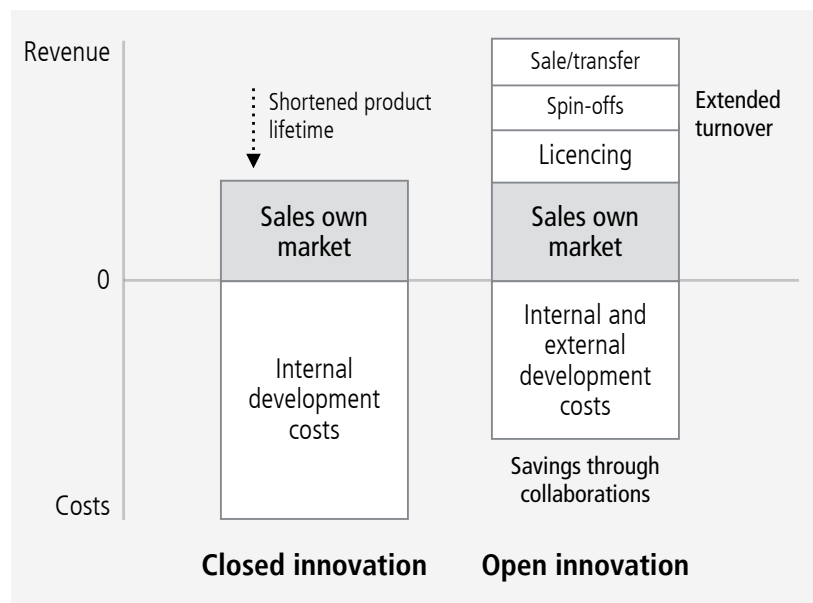 Revenue
Shortened product
lifetime
Sales own
market
0
Internal
development
costs
Costs
Closed innovation
Sale/transfer
Spin-offs
Licencing
Extended
turnover
Sales own
market
Internal and
external
development
costs
Savings through
collaborations
Open innovation